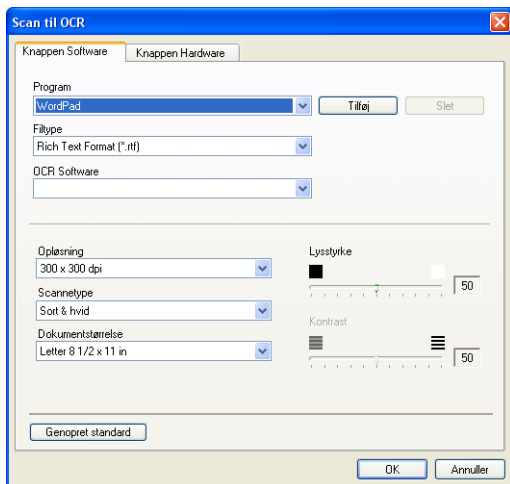 Scan til OCR
Knappen Software
Knappen Hardware
Program
WordPad
Tilføj
Slet
Filtype
Rich Text Format (*.rtf)
OCR Software
Opløsning
300 x 300 dpi
Scannetype
Sort & hvid
Dokumentstørrelse
Letter 8 1/2 x 11 in
Lysstyrke
50
Kontrast
50
Genopret standard
OK
Annuller